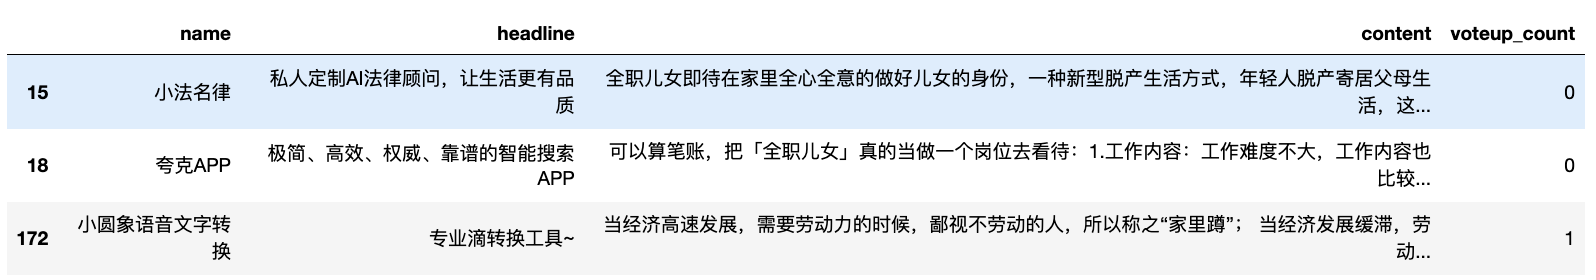 name headline content voteup_count
15 小法名律 私人定制AI法律顾问，让生活更有品 全职儿女即待在家里全心全意的做好儿女的身份，一种新型脱产生活方式，年轻人脱产寄居父母生 0
质 活，这...
18 夸克APP 极简、高效、权威、靠谱的智能搜索 可以算笔账，把「全职儿女」真的当做一个岗位去看待：1.工作内容：工作难度不大，工作内容也 0
APP 比较...
172 小圆象语音文字转 专业滴转换工具~ 当经济高速发展，需要劳动力的时候，鄙视不劳动的人，所以称之“家里蹲”； 当经济发展缓滞，劳 1
换 动...